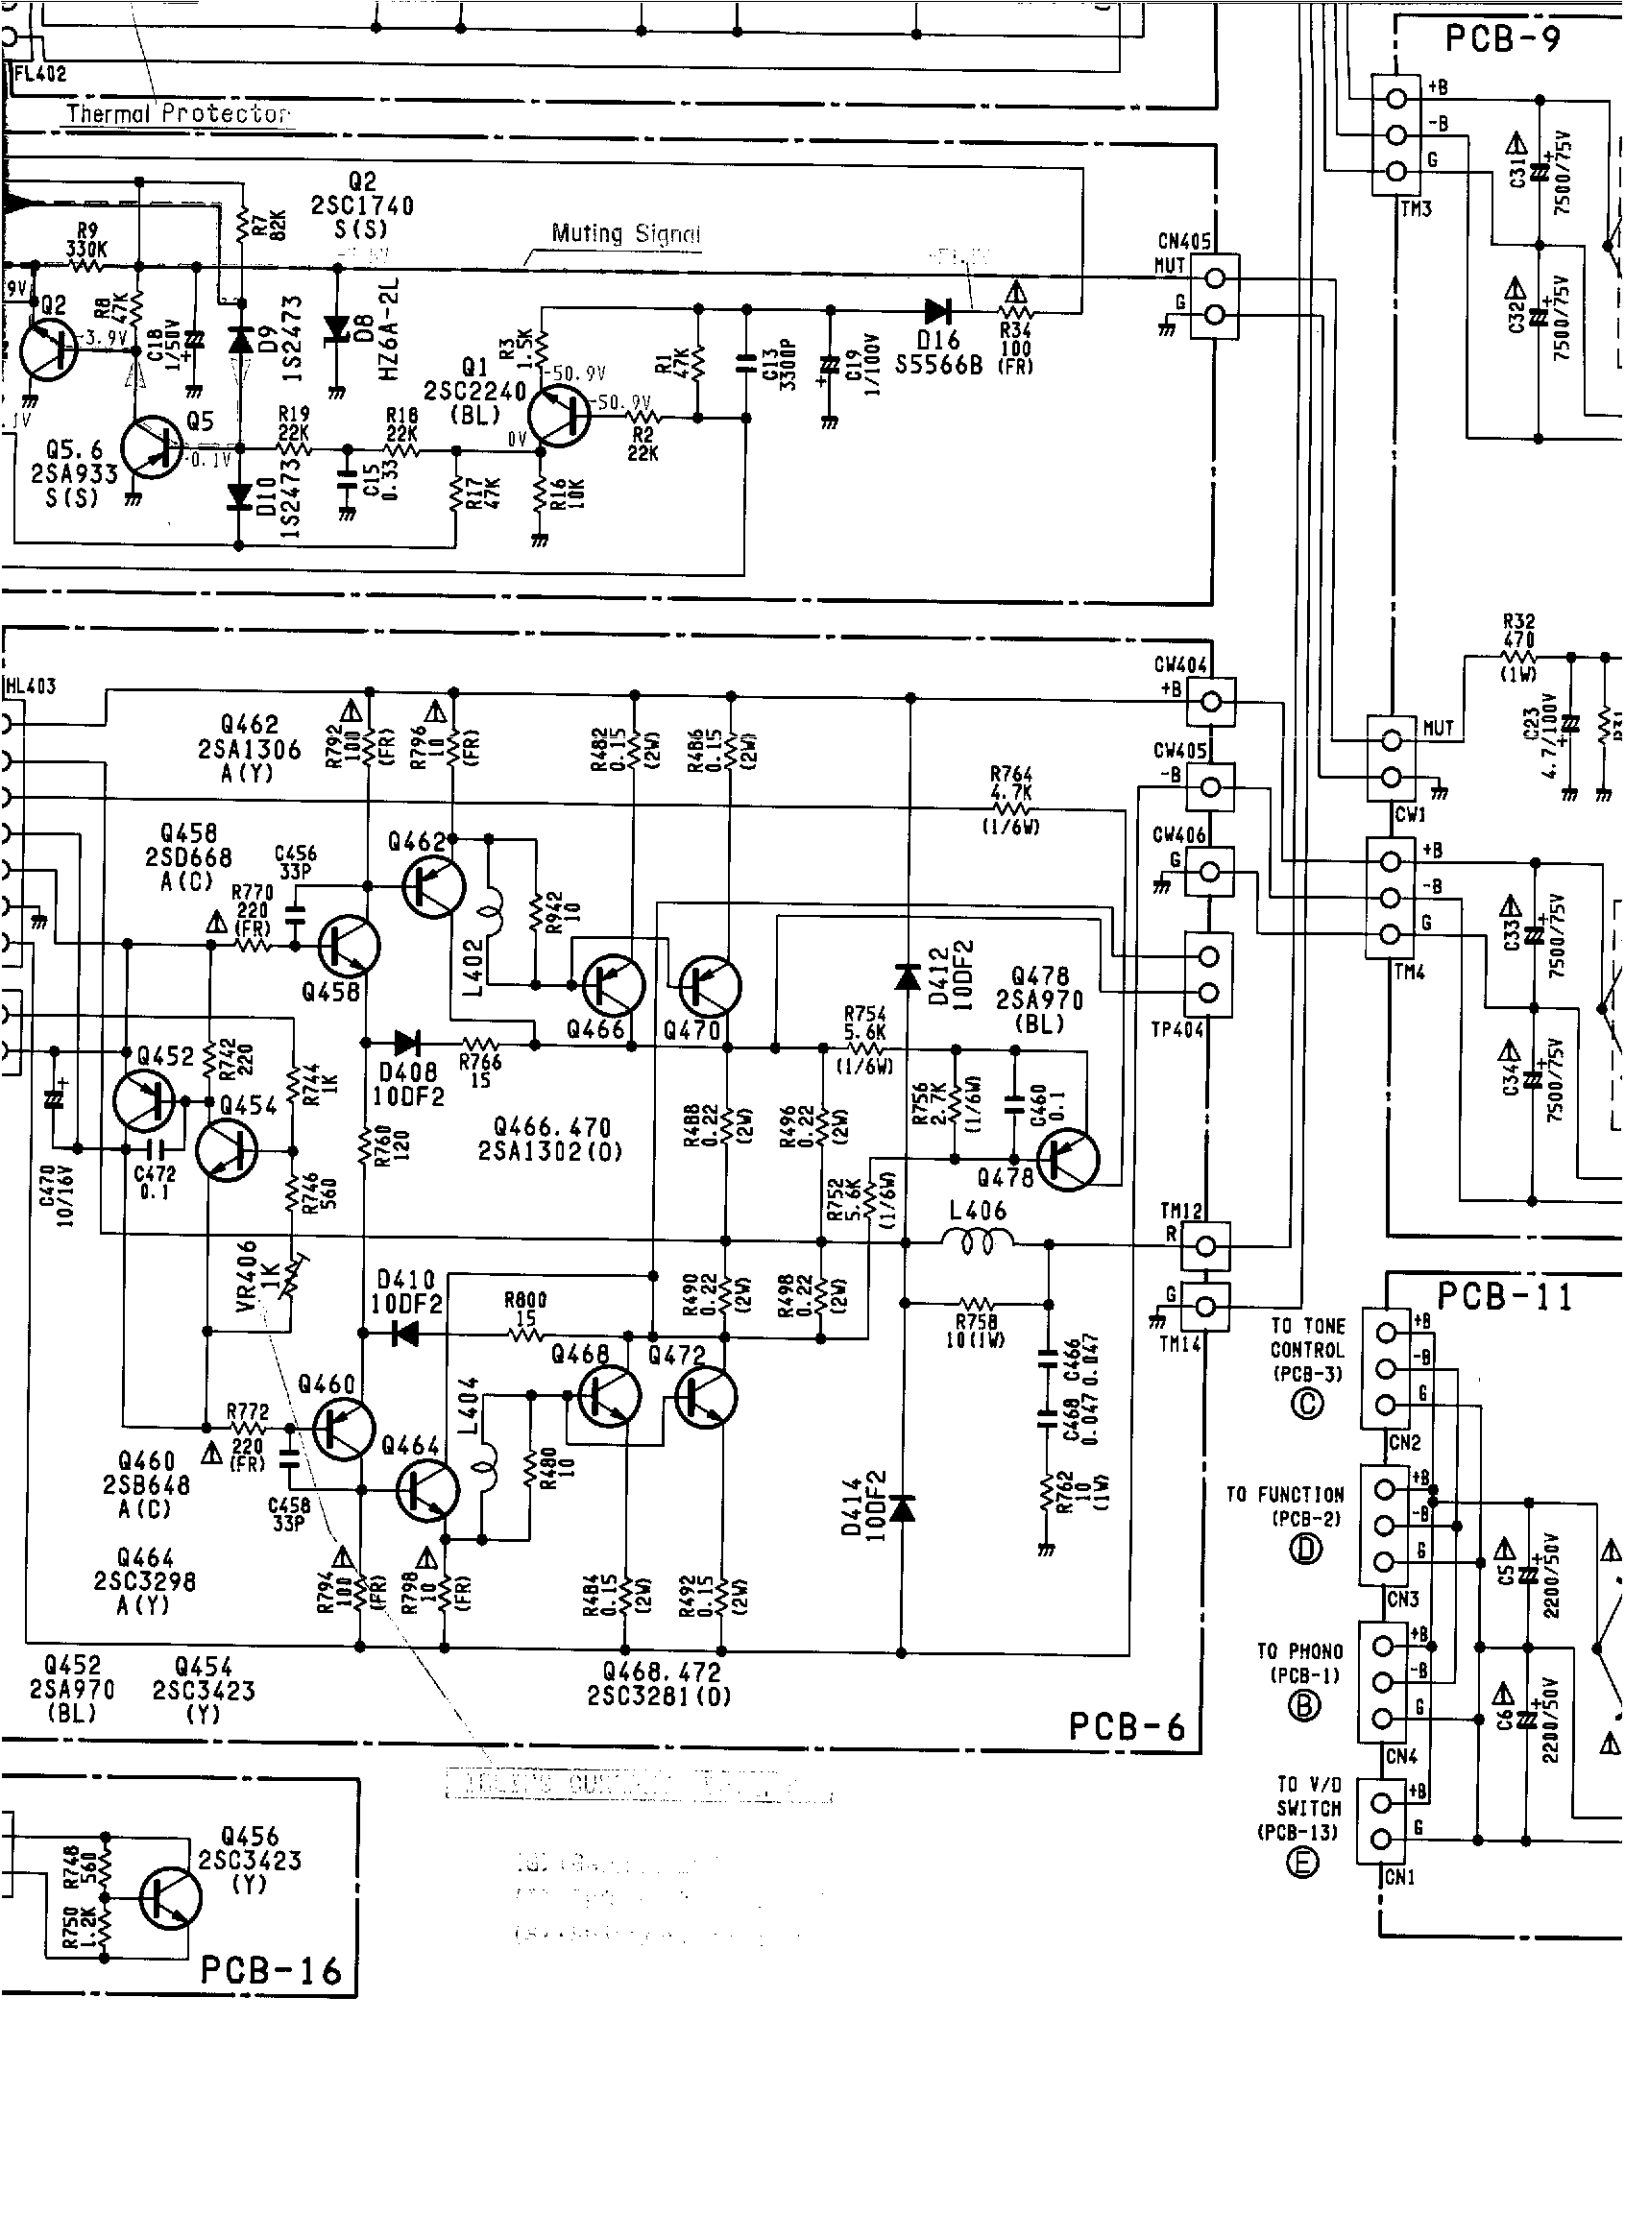 PCB-9
FL402
Thermal Protector
+B
-B
G
TM3
C31
7500/75V
C32
7500/75V
Q2
2SC1740
S(S)
R7
82K
R9
330K
Muting Signal
CN405
MUT
G
9V
Q2
R8
47K
-3.9V
C18
1/50V
D9
1S2473
D8
HZ6A-2L
R3
1.5K
-50.9V
Q1
2SC2240
(BL)
-50.9V
0V
R1
47K
C13
3300P
C19
1/100V
D16
S5566B
R34
100
(FR)
R2
22K
Q5
R19
22K
R18
22K
-0.1V
Q5.6
2SA933
S(S)
D10
1S2473
C15
0.33
R17
47K
R16
10K
R32
470
(1W)
C23
4.7/100V
MUT
CW1
HL403
CW404
+B
CW405
-B
CW406
G
TP404
Q462
2SA1306
A(Y)
R792
100
(FR)
R796
10
(FR)
R482
0.15
(2W)
R486
0.15
(2W)
R764
4.7K
(1/6W)
Q458
2SD668
A(C)
C456
33P
Q462
R770
220
(FR)
L402
R942
10
Q458
Q466
Q470
D412
10DF2
Q478
2SA970
(BL)
+B
-B
G
TM4
C33
7500/75V
C34
7500/75V
Q452
R742
220
R744
1K
Q454
D408
10DF2
R766
15
R754
5.6K
(1/6W)
R756
2.7K
(1/6W)
C460
0.1
Q466.470
2SA1302(O)
R488
0.22
(2W)
R496
0.22
(2W)
R760
120
C470
10/16V
C472
0.1
R746
560
R752
5.6K
(1/6W)
Q478
L406
TM12
R
G
TM14
VR406
1K
D410
10DF2
R800
15
R490
0.22
(2W)
R498
0.22
(2W)
R758
10(1W)
C466
0.047
C468
0.047
R762
10
(1W)
Q468
Q472
Q460
L404
R772
220
(FR)
Q464
R480
10
Q460
2SB648
A(C)
C458
33P
D414
10DF2
Q464
2SC3298
A(Y)
R794
100
(FR)
R798
10
(FR)
R484
0.15
(2W)
R492
0.15
(2W)
Q452
2SA970
(BL)
Q454
2SC3423
(Y)
Q468.472
2SC3281(O)
PCB-6
PCB-11
TO TONE
CONTROL
(PCB-3)
C
+B
-B
G
CN2
TO FUNCTION
(PCB-2)
D
+B
-B
G
CN3
TO PHONO
(PCB-1)
B
+B
-B
G
CN4
TO V/D
SWITCH
(PCB-13)
E
+B
G
CN1
C5
2200/50V
C6
2200/50V
R748
560
R750
1.2K
Q456
2SC3423
(Y)
PCB-16